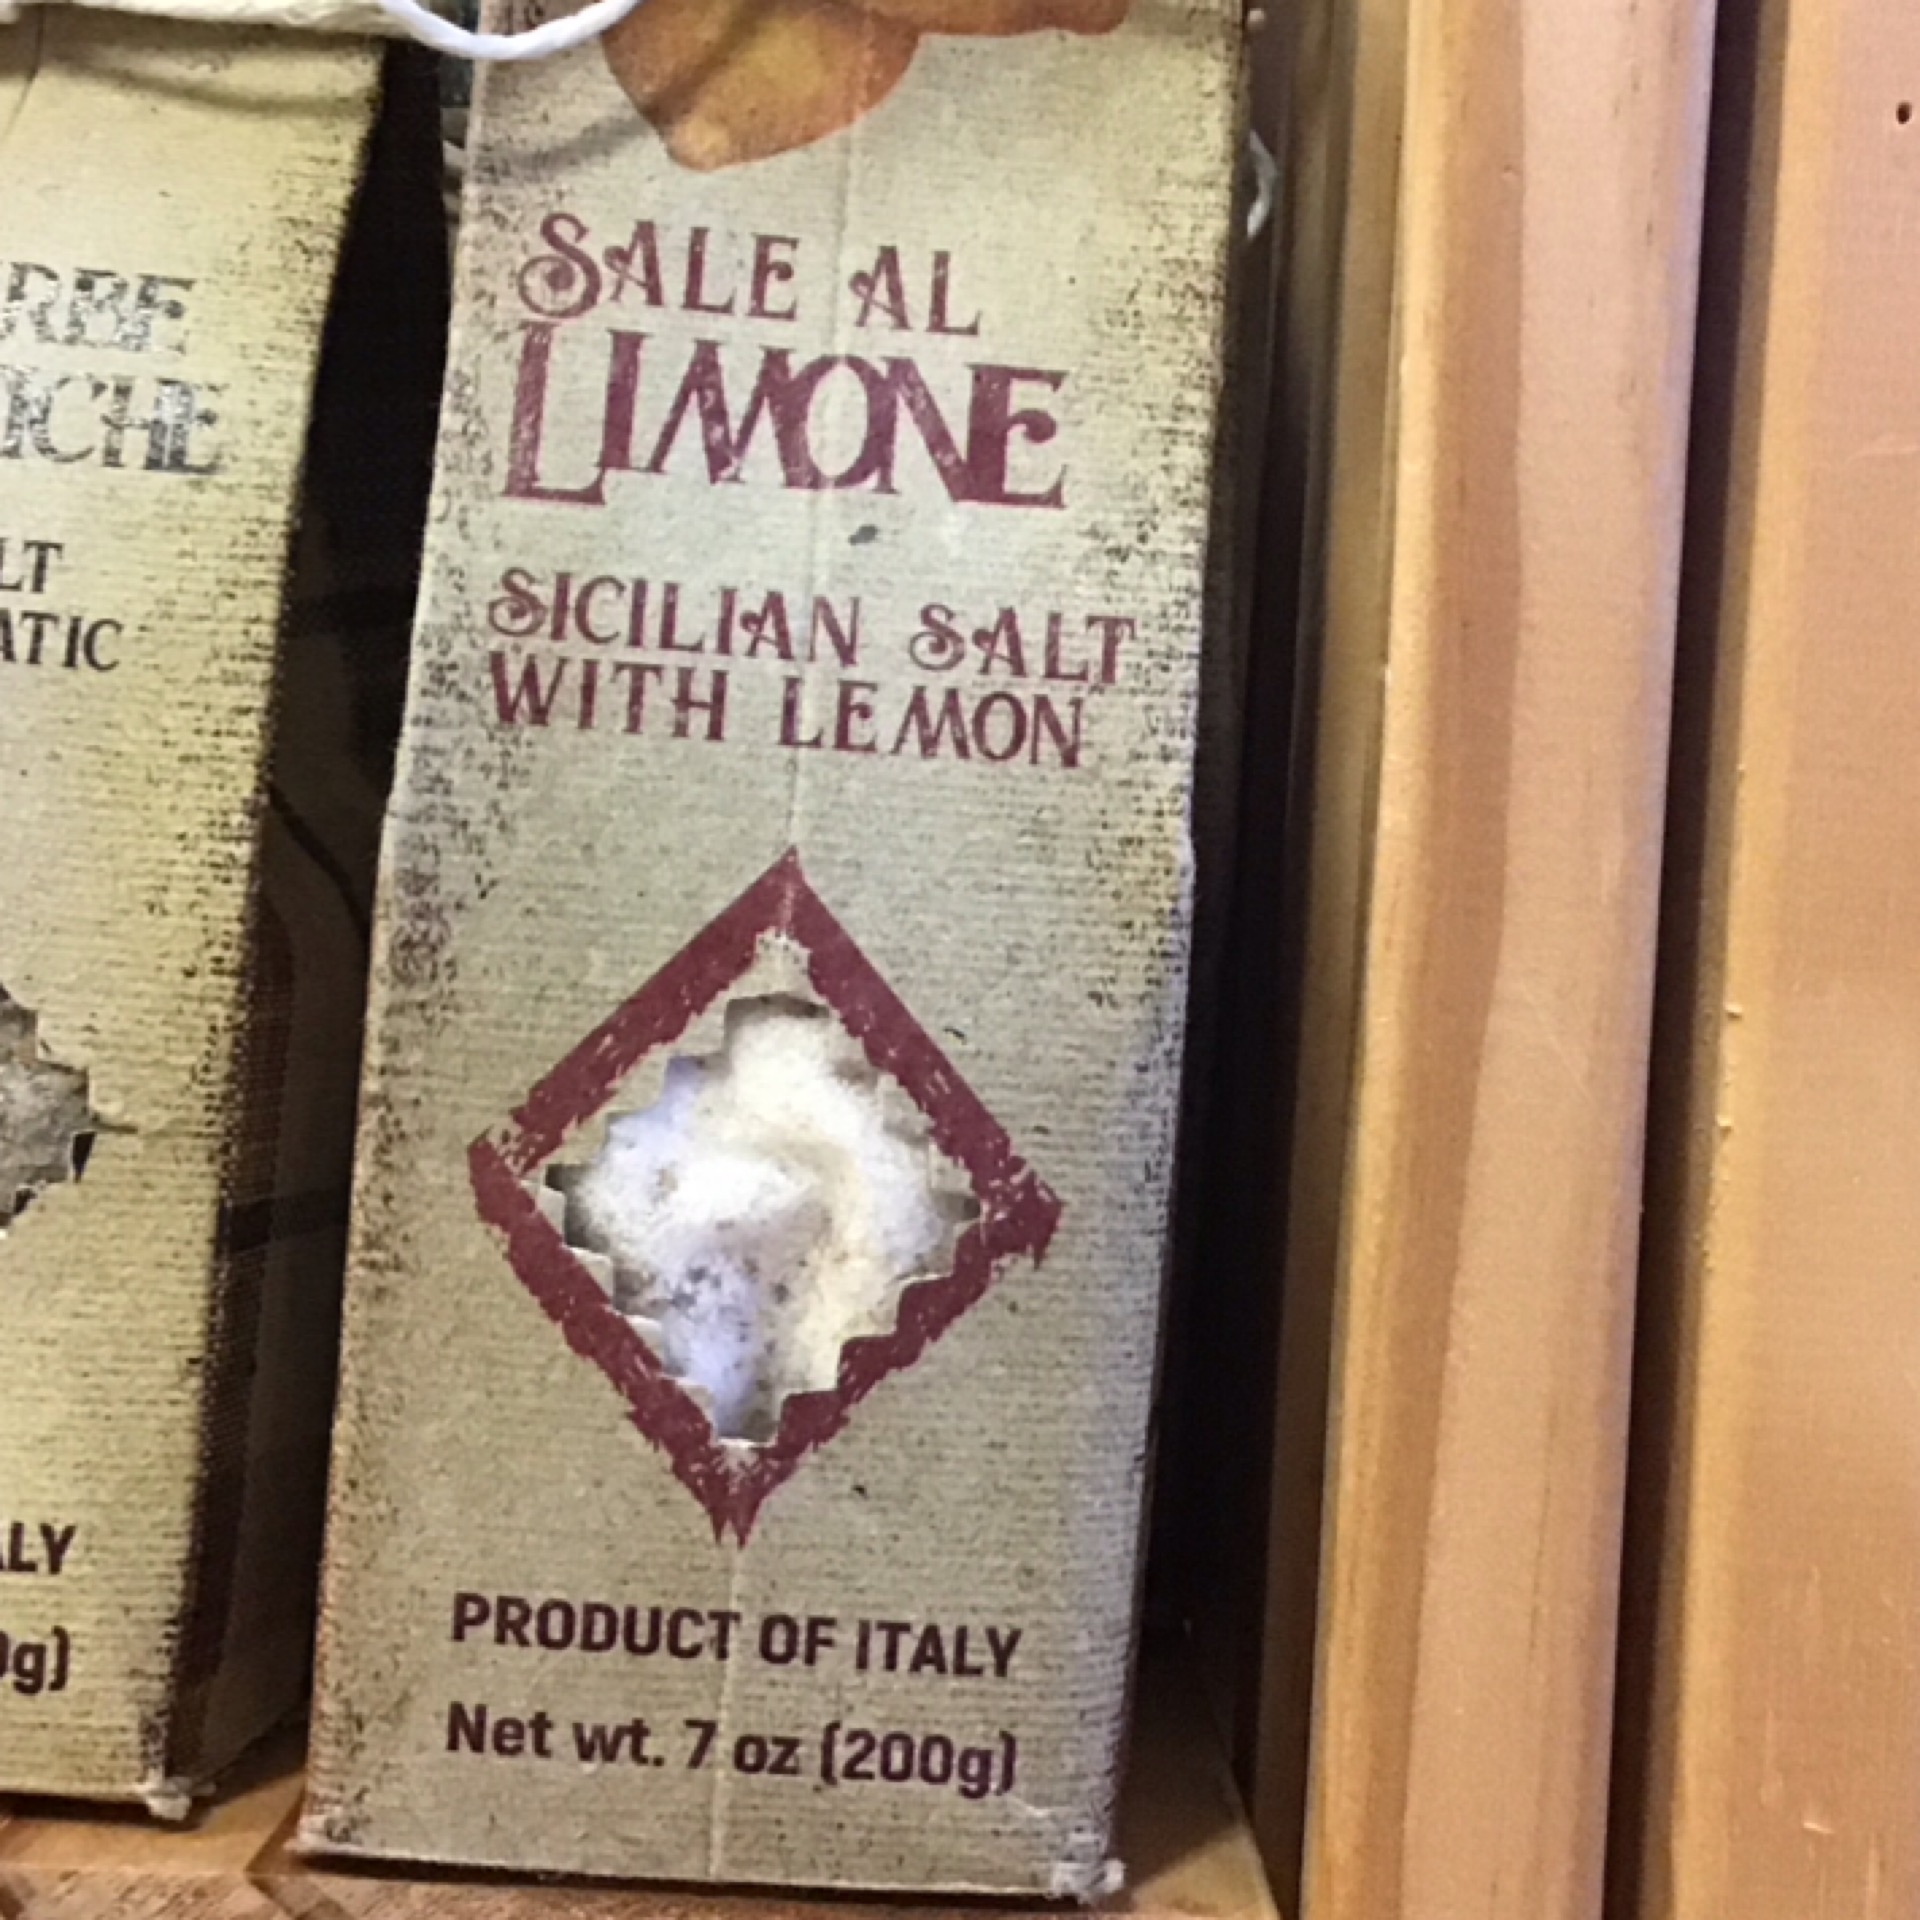 SALE AL
LIMONE
SICILIAN SALT
WITH LEMON
PRODUCT OF ITALY
Net wt. 7 oz (200g)